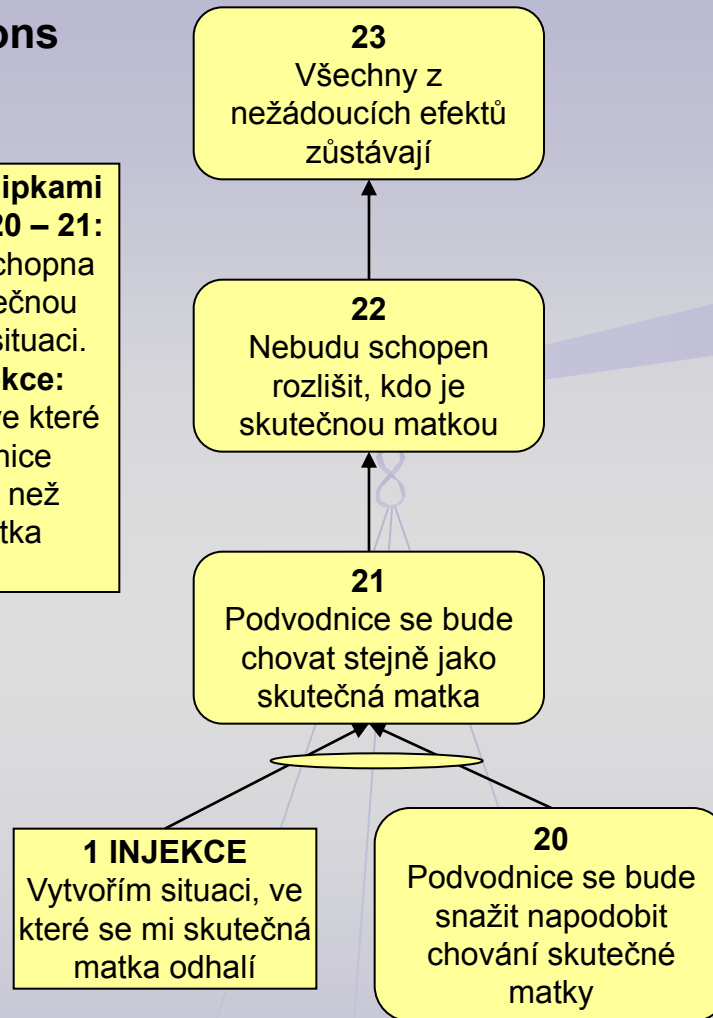 ons
ipkami
20 – 21:
chopna
tečnou
situaci.
kce:
ve které
nice
než
tka
23
Všechny z
nežádoucích efektů
zůstávají
22
Nebudu schopen
rozlišit, kdo je
skutečnou matkou
21
Podvodnice se bude
chovat stejně jako
skutečná matka
1 INJEKCE
Vytvořím situaci, ve
které se mi skutečná
matka odhalí
20
Podvodnice se bude
snažit napodobit
chování skutečné
matky